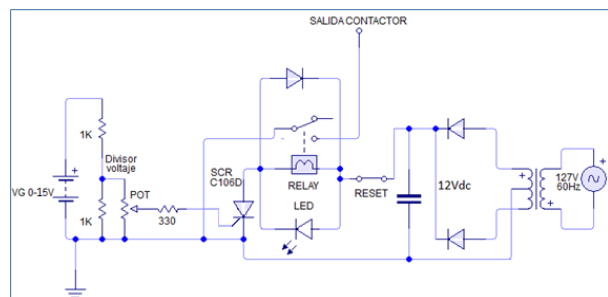 SALIDA CONTACTOR
1K
Divisor
voltaje
VG 0-15V
POT
1K
330
SCR
C106D
RELAY
LED
RESET
12Vdc
127V
60Hz